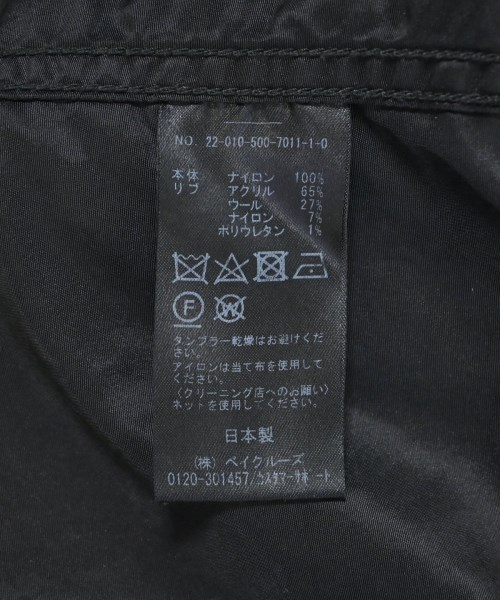 NO. 22-010-500-7011-1-0
本体 ナイロン 100%
リブ アクリル 65%
ウール 27%
ナイロン 7%
ポリウレタン 1%
F W
タンブラー乾燥はお避けくだ
さい。
アイロンは当て布を使用して
ください。
〈クリーニング店へのお願い〉
ネットを使用してください。
日本製
(株) ベイクルーズ
0120-301457/カスタマーサポート